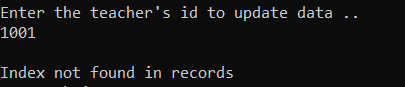 Enter the teacher's id to update data ..
1001
Index not found in records